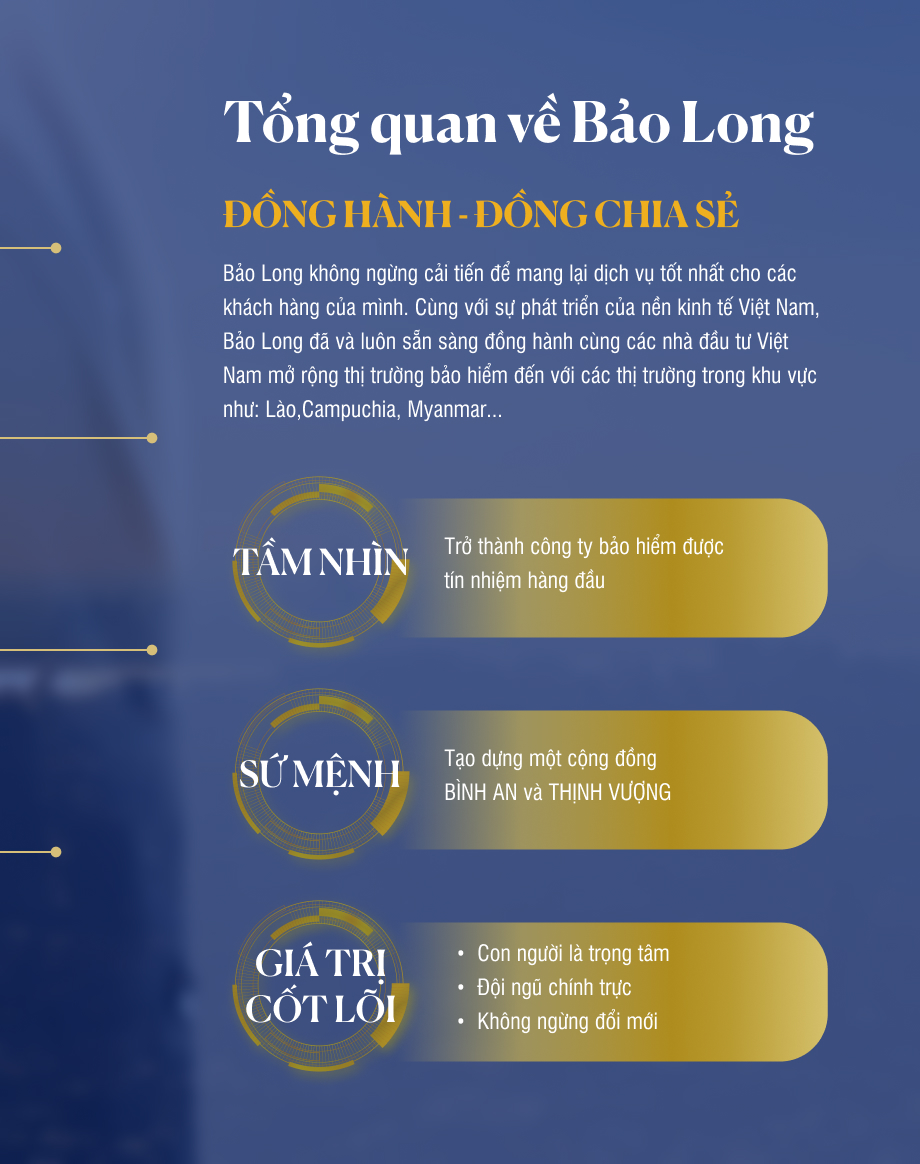 Tổng quan về Bảo Long
ĐỒNG HÀNH - ĐỒNG CHIA SẺ
Bảo Long không ngừng cải tiến để mang lại dịch vụ tốt nhất cho các
khách hàng của mình. Cùng với sự phát triển của nền kinh tế Việt Nam,
Bảo Long đã và luôn sẵn sàng đồng hành cùng các nhà đầu tư Việt
Nam mở rộng thị trường bảo hiểm đến với các thị trường trong khu vực
như: Lào,Campuchia, Myanmar...
TẦM NHÌN
Trở thành công ty bảo hiểm được
tín nhiệm hàng đầu
SỨ MỆNH
Tạo dựng một cộng đồng
BÌNH AN và THỊNH VƯỢNG
GIÁ TRỊ
CỐT LÕI
• Con người là trọng tâm
• Đội ngũ chính trực
• Không ngừng đổi mới